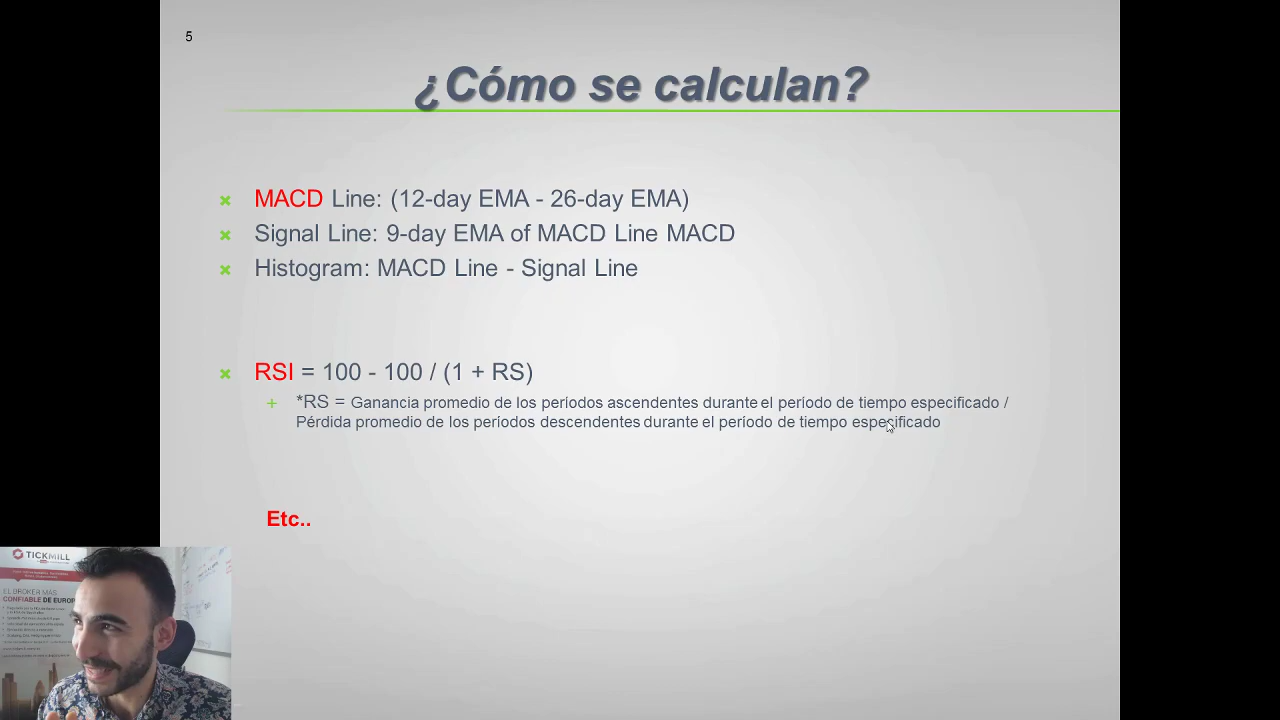 5
¿Cómo se calculan?
MACD Line: (12-day EMA - 26-day EMA)
Signal Line: 9-day EMA of MACD Line MACD
Histogram: MACD Line - Signal Line
RSI = 100 - 100 / (1 + RS)
*RS = Ganancia promedio de los períodos ascendentes durante el período de tiempo especificado /
Pérdida promedio de los períodos descendentes durante el período de tiempo especificado
Etc..
TICKMILL
EL BROKER MÁS
CONFIABLE DE EUROP